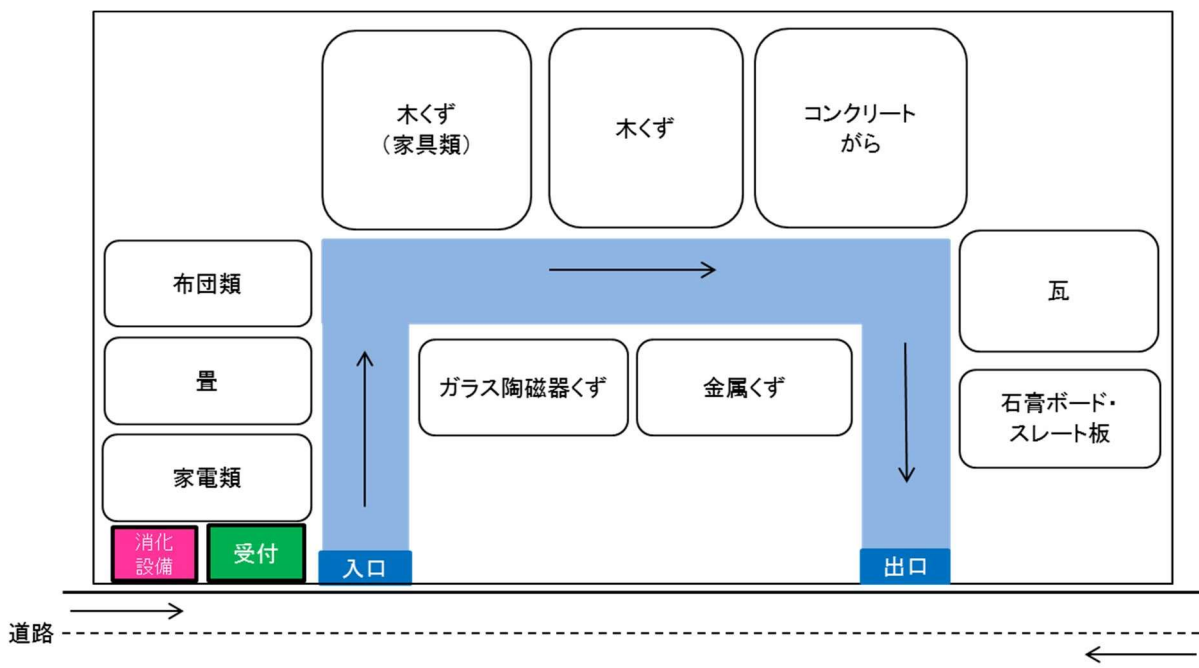 木くず
（家具類）
木くず
コンクリート
がら
布団類
瓦
畳
ガラス陶磁器くず
金属くず
石膏ボード・
スレート板
家電類
消化
設備
受付
入口
出口
道路